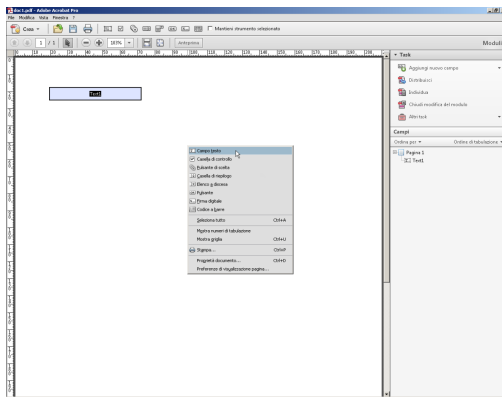 doc1.pdf - Adobe Acrobat Pro
File Modifica Vista Finestra ?
Crea
Mantieni strumento selezionato
1 / 1 103% Anteprima Moduli
Task
Aggiungi nuovo campo
Distribuisci
Individua
Chiudi modifica del modulo
Altri task
Campi
Ordina per Ordine di tabulazione
Pagina 1
Text1
Text1
Campo testo
Casella di controllo
Pulsante di scelta
Casella di riepilogo
Elenco a discesa
Pulsante
Firma digitale
Codice a barre
Seleziona tutto Ctrl+A
Mostra numeri di tabulazione
Mostra griglia Ctrl+U
Stampa... Ctrl+P
Proprietà documento... Ctrl+D
Preferenze di visualizzazione pagina...